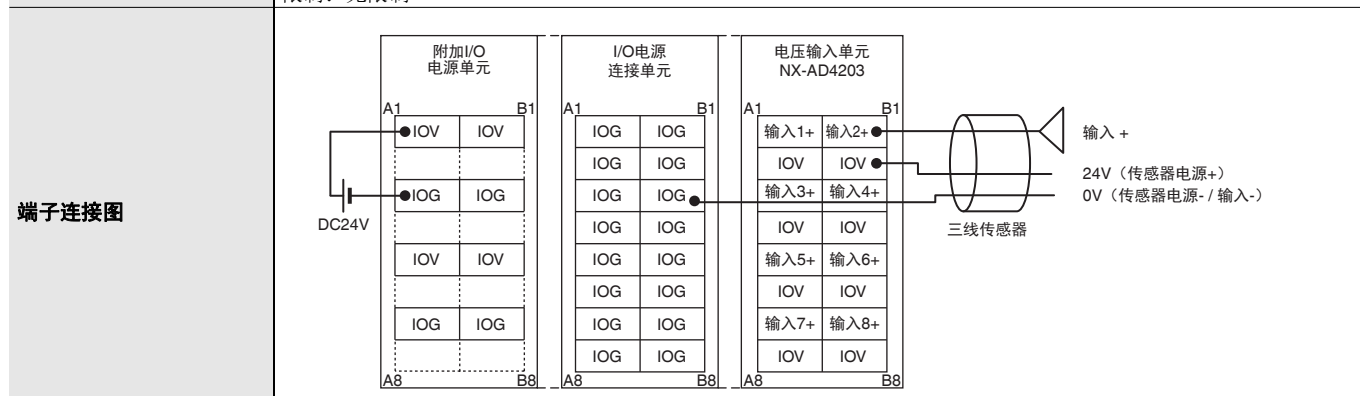 限制：无限制
端子连接图
附加I/O
电源单元
A1 B1
IOV IOV
IOG IOG
IOV IOV
IOG IOG
A8 B8
DC24V
I/O电源
连接单元
A1 B1
IOG IOG
IOG IOG
IOG IOG
IOG IOG
IOG IOG
IOG IOG
IOG IOG
IOG IOG
A8 B8
电压输入单元
NX-AD4203
A1 B1
输入1+ 输入2+
IOV IOV
输入3+ 输入4+
IOV IOV
输入5+ 输入6+
IOV IOV
输入7+ 输入8+
IOV IOV
A8 B8
输入 +
24V（传感器电源+）
0V（传感器电源- / 输入-）
三线传感器